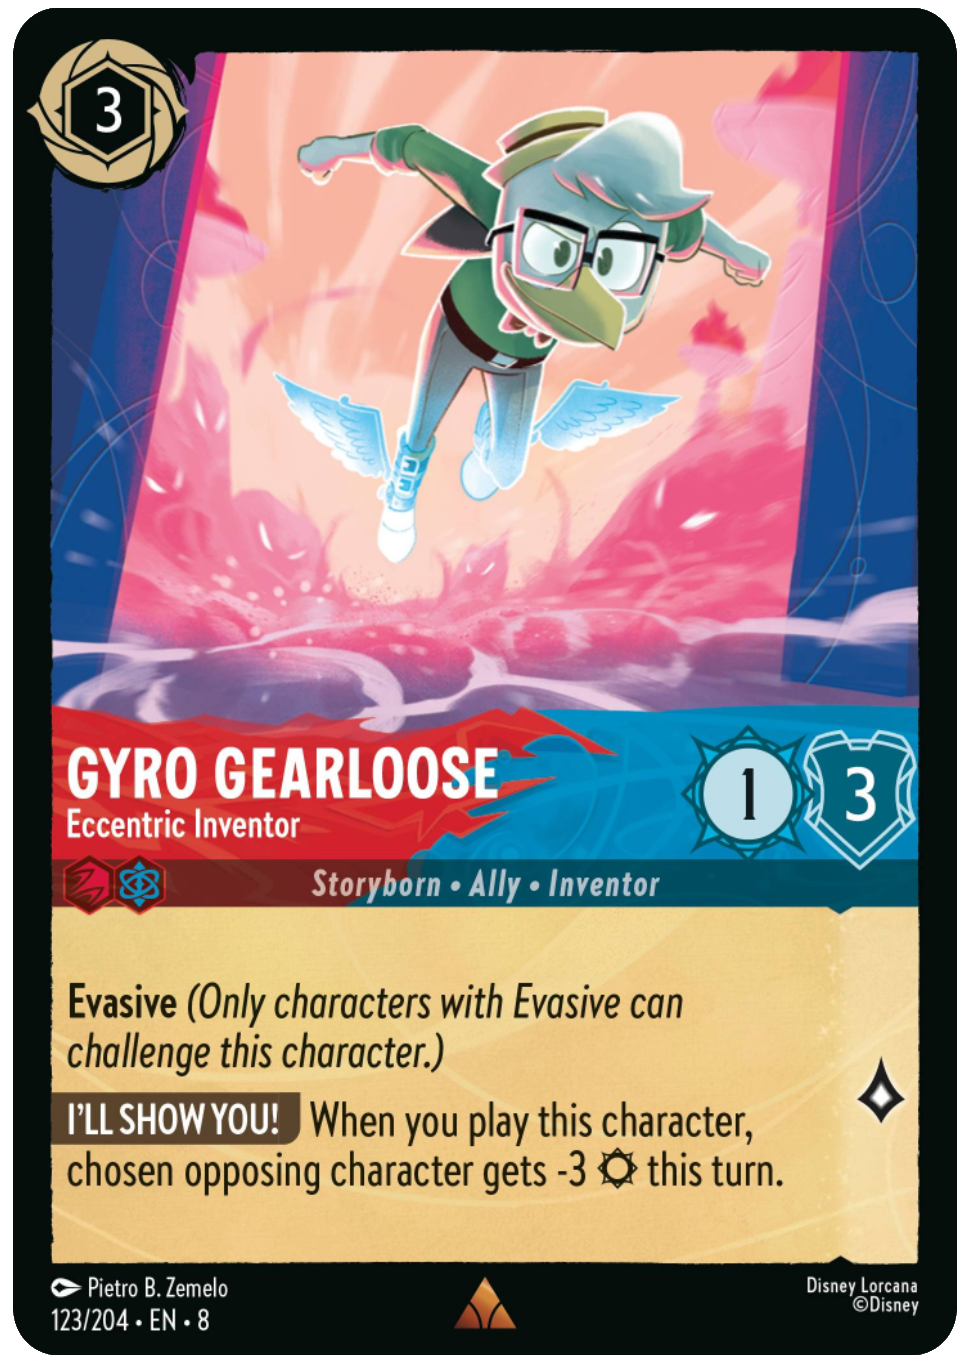 3
GYRO GEARLOOSE
Eccentric Inventor
1
3
Storyborn • Ally • Inventor
Evasive (Only characters with Evasive can
challenge this character.)
I'LL SHOW YOU! When you play this character,
chosen opposing character gets -3 this turn.
Pietro B. Zemelo
123/204 • EN • 8
Disney Lorcana
©Disney